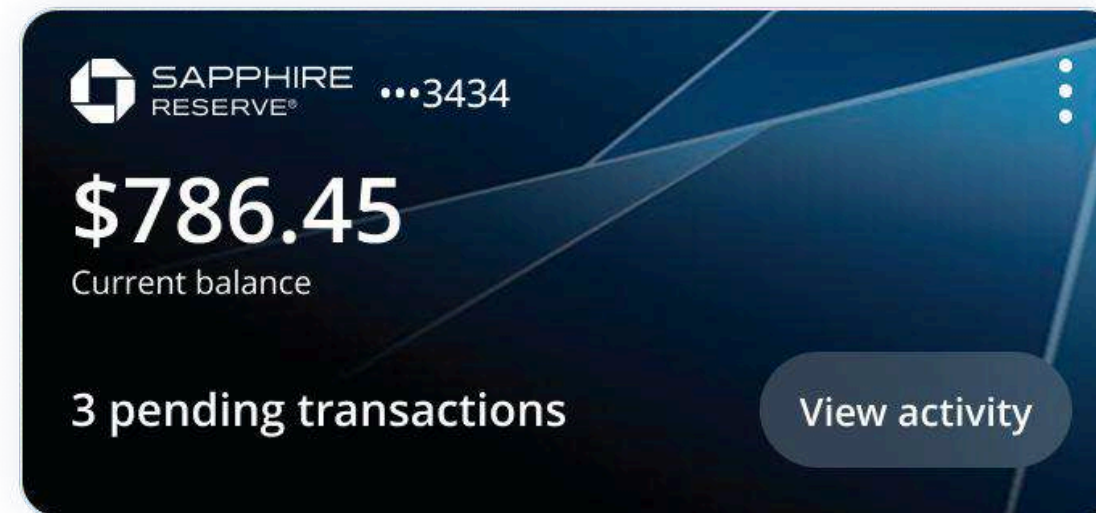 SAPPHIRE
RESERVE® •••3434
$786.45
Current balance
3 pending transactions
View activity